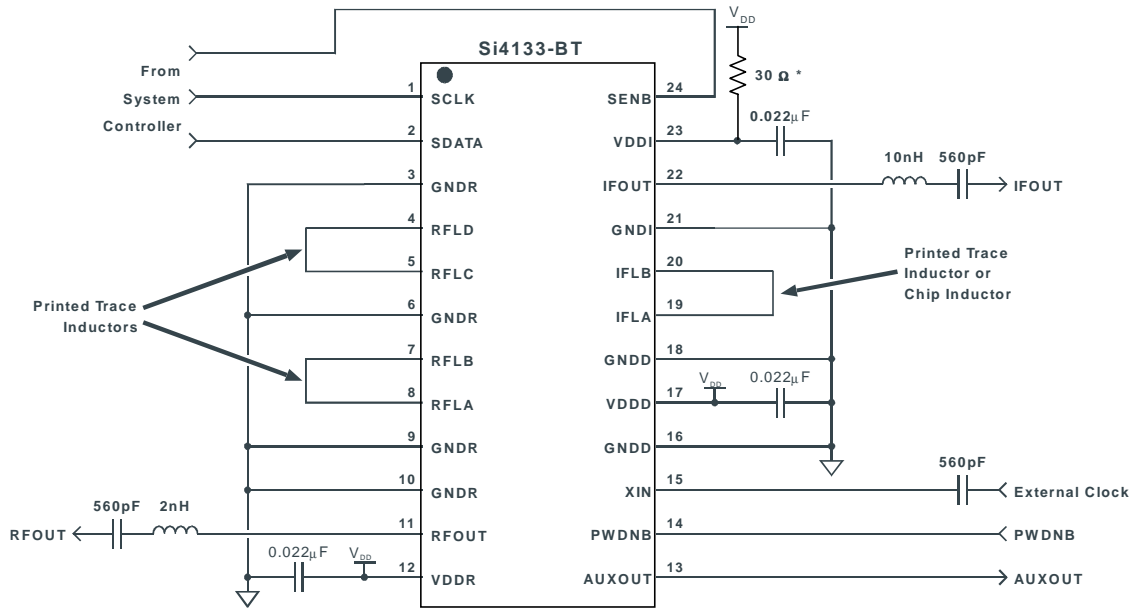 V DD
Si4133-BT
30 Ω *
From
System
Controller
1 SCLK
SENB 24
0.022μF
2 SDATA
VDDI 23
10nH 560pF
3 GNDR
IFOUT 22
IFOUT
4 RFLD
GNDI 21
Printed Trace
Inductor or
Chip Inductor
5 RFLC
IFLB 20
Printed Trace
Inductors
6 GNDR
IFLA 19
7 RFLB
GNDD 18
V DD
0.022μF
8 RFLA
VDDD 17
9 GNDR
GNDD 16
560pF
10 GNDR
XIN 15
External Clock
560pF 2nH
RFOUT
11 RFOUT
PWDNB 14
PWDNB
0.022μF
V DD
12 VDDR
AUXOUT 13
AUXOUT